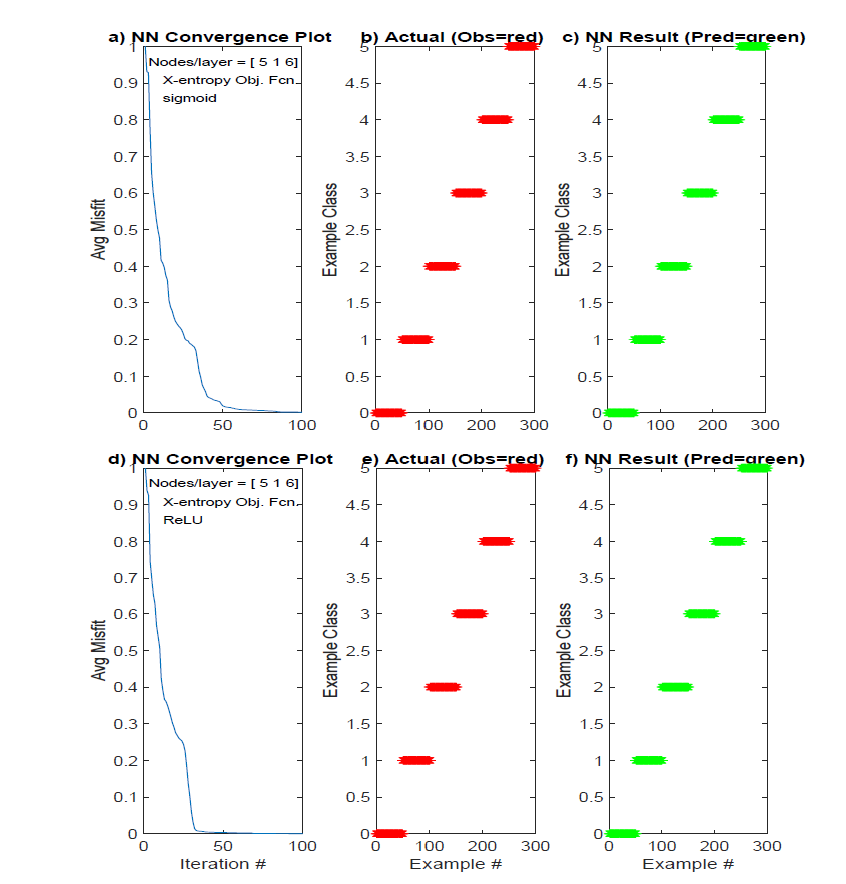 a) NN Convergence Plot
Nodes/layer = [ 5 1 6]
X-entropy Obj. Fcn.
sigmoid
1
0.9
0.8
0.7
0.6
0.5
0.4
0.3
0.2
0.1
0
Avg Misfit
0 50 100
b) Actual (Obs=red)
5
4.5
4
3.5
3
2.5
2
1.5
1
0.5
0
Example Class
0 100 200 300
c) NN Result (Pred=green)
5
4.5
4
3.5
3
2.5
2
1.5
1
0.5
0
Example Class
0 100 200 300
d) NN Convergence Plot
Nodes/layer = [ 5 1 6]
X-entropy Obj. Fcn.
ReLU
1
0.9
0.8
0.7
0.6
0.5
0.4
0.3
0.2
0.1
0
Avg Misfit
0 50 100
Iteration #
e) Actual (Obs=red)
5
4.5
4
3.5
3
2.5
2
1.5
1
0.5
0
Example Class
0 100 200 300
Example #
f) NN Result (Pred=green)
5
4.5
4
3.5
3
2.5
2
1.5
1
0.5
0
Example Class
0 100 200 300
Example #